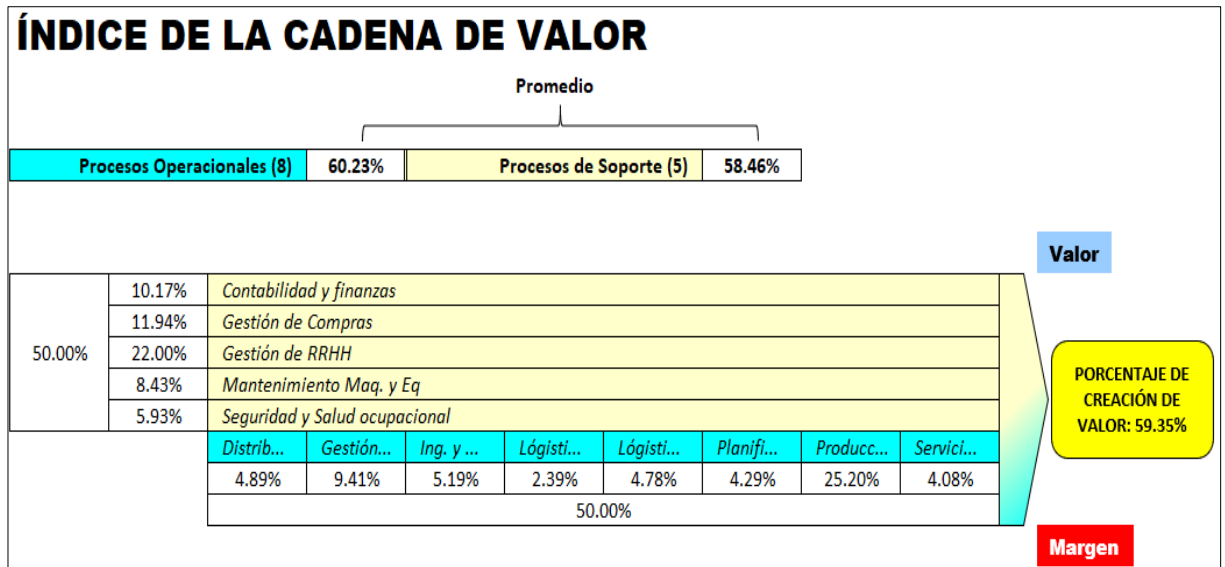 ÍNDICE DE LA CADENA DE VALOR
Promedio
Procesos Operacionales (8) 60.23% Procesos de Soporte (5) 58.46%
Valor
10.17% Contabilidad y finanzas
11.94% Gestión de Compras
50.00% 22.00% Gestión de RRHH
8.43% Mantenimiento Maq. y Eq
5.93% Seguridad y Salud ocupacional
PORCENTAJE DE
CREACIÓN DE
VALOR: 59.35%
Distrib... Gestión... Ing. y ... Lógisti... Lógisti... Planifi... Producc... Servici...
4.89% 9.41% 5.19% 2.39% 4.78% 4.29% 25.20% 4.08%
50.00%
Margen